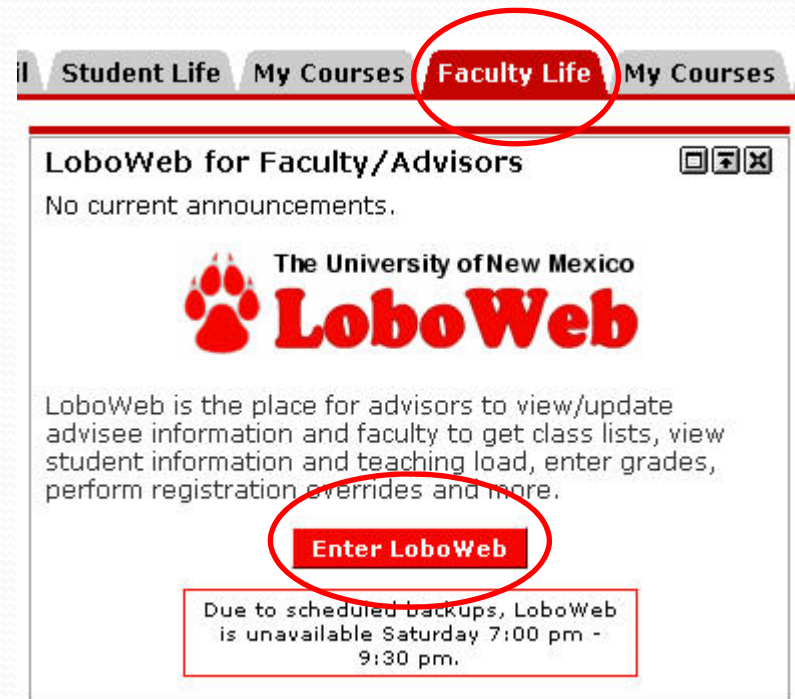 il Student Life My Courses Faculty Life My Courses
LoboWeb for Faculty/Advisors
No current announcements.
The University of New Mexico
LoboWeb
LoboWeb is the place for advisors to view/update
advisee information and faculty to get class lists, view
student information and teaching load, enter grades,
perform registration overrides and more.
Enter LoboWeb
Due to scheduled backups, LoboWeb
is unavailable Saturday 7:00 pm -
9:30 pm.